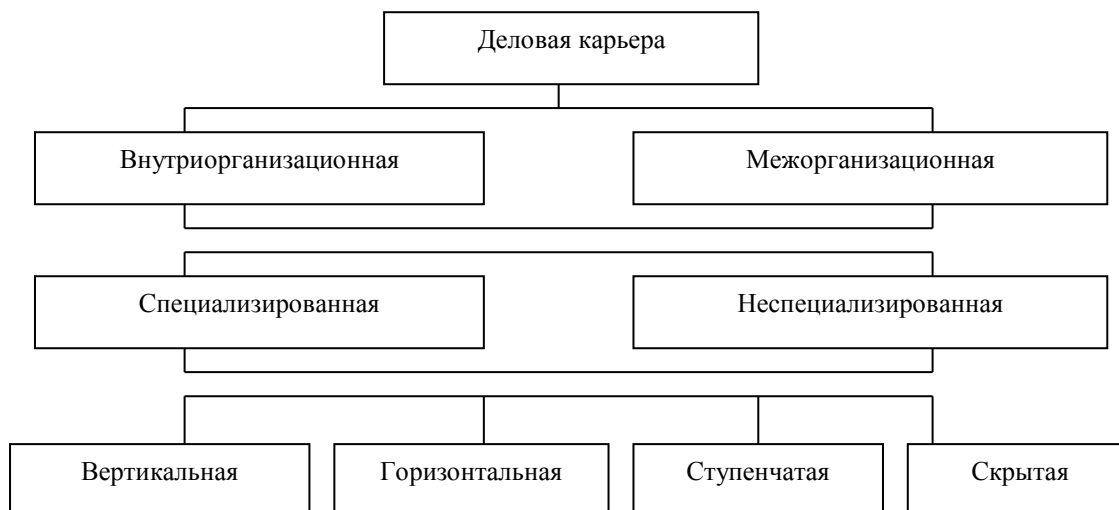 Деловая карьера
Внутриорганизационная
Межорганизационная
Специализированная
Неспециализированная
Вертикальная
Горизонтальная
Ступенчатая
Скрытая